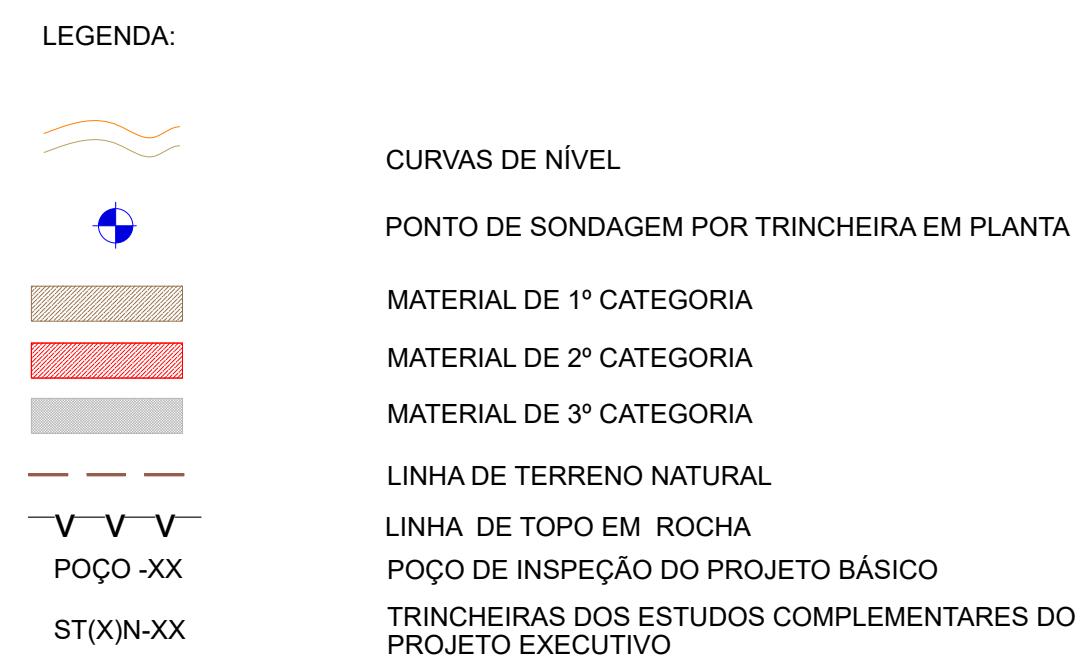 LEGENDA:
CURVAS DE NÍVEL
PONTO DE SONDAGEM POR TRINCHEIRA EM PLANTA
MATERIAL DE 1º CATEGORIA
MATERIAL DE 2º CATEGORIA
MATERIAL DE 3º CATEGORIA
LINHA DE TERRENO NATURAL
V V V LINHA DE TOPO EM ROCHA
POÇO -XX POÇO DE INSPEÇÃO DO PROJETO BÁSICO
ST(X)N-XX TRINCHEIRAS DOS ESTUDOS COMPLEMENTARES DO
PROJETO EXECUTIVO